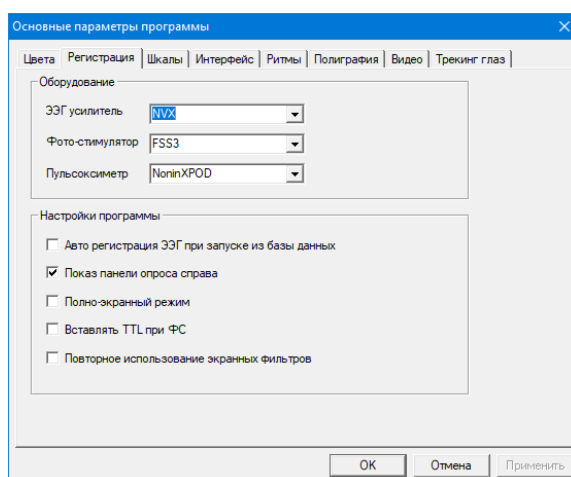 Основные параметры программы
Цвета Регистрация Шкалы Интерфейс Ритмы Полиграфия Видео Трекинг глаз
Оборудование
ЭЭГ усилитель NVX
Фото-стимулятор FSS3
Пульсоксиметр NoninXPOD
Настройки программы
Авто регистрация ЭЭГ при запуске из базы данных
Показ панели опроса справа
Полно-экранный режим
Вставлять TTL при ФС
Повторное использование экранных фильтров
OK Отмена Применить